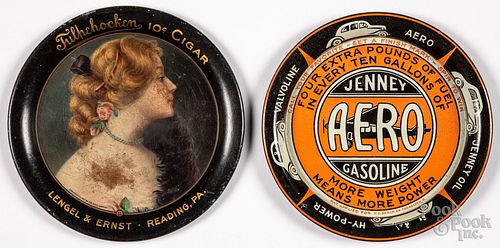 Tulpehocken 10¢ CIGAR
LENGEL & ERNST · READING, PA.
AERO
VALVOLINE
JENNEY OIL
HY-POWER
FOUR EXTRA POUNDS OF FUEL
IN EVERY TEN GALLONS OF
JENNEY
AERO
GASOLINE
MORE WEIGHT
MEANS MORE POWER
Cook & Pook
Inc.